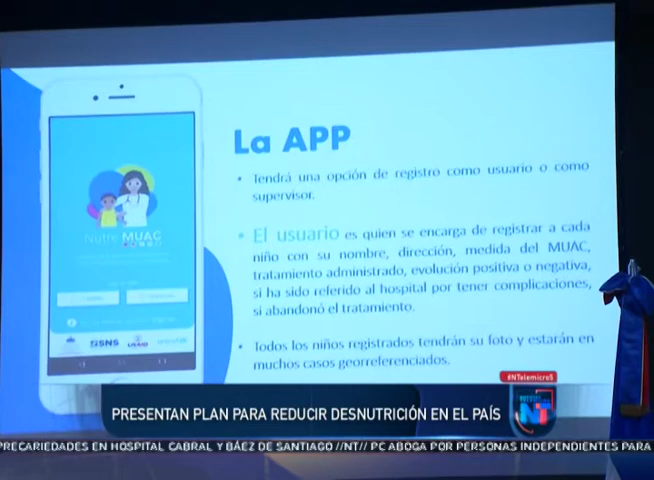 La APP
• Tendrá una opción de registro como usuario o como
supervisor.
• El usuario es quien se encarga de registrar a cada
niño con su nombre, dirección, medida del MUAC,
tratamiento administrado, evolución positiva o negativa,
si ha sido referido al hospital por tener complicaciones,
si abandonó el tratamiento.
• Todos los niños registrados tendrán su foto y estarán en
muchos casos georreferenciados.
Nutre MUAC
SNS USAID unicef
#NTelemicro5
PRESENTAN PLAN PARA REDUCIR DESNUTRICIÓN EN EL PAÍS
NT
PRECARIEDADES EN HOSPITAL CABRAL Y BÁEZ DE SANTIAGO //NT// PC ABOGA POR PERSONAS INDEPENDIENTES PARA